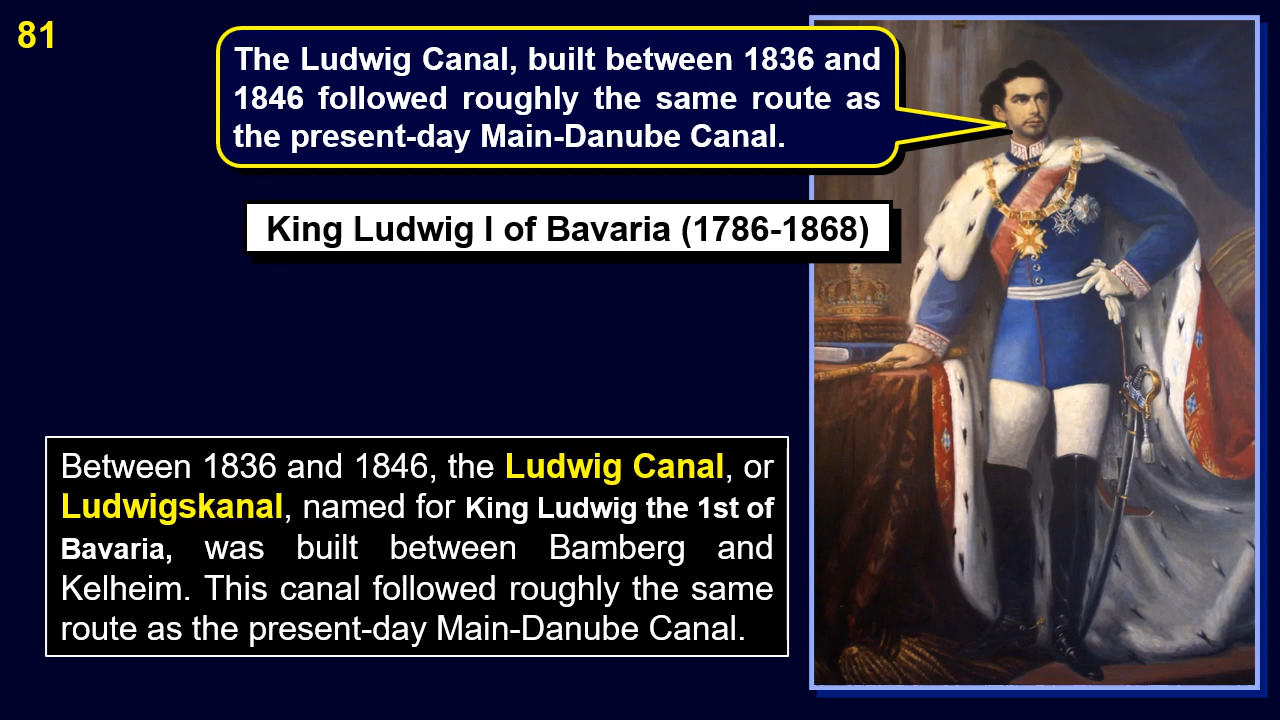 81
The Ludwig Canal, built between 1836 and
1846 followed roughly the same route as
the present-day Main-Danube Canal.
King Ludwig I of Bavaria (1786-1868)
Between 1836 and 1846, the Ludwig Canal, or
Ludwigskanal, named for King Ludwig the 1st of
Bavaria, was built between Bamberg and
Kelheim. This canal followed roughly the same
route as the present-day Main-Danube Canal.